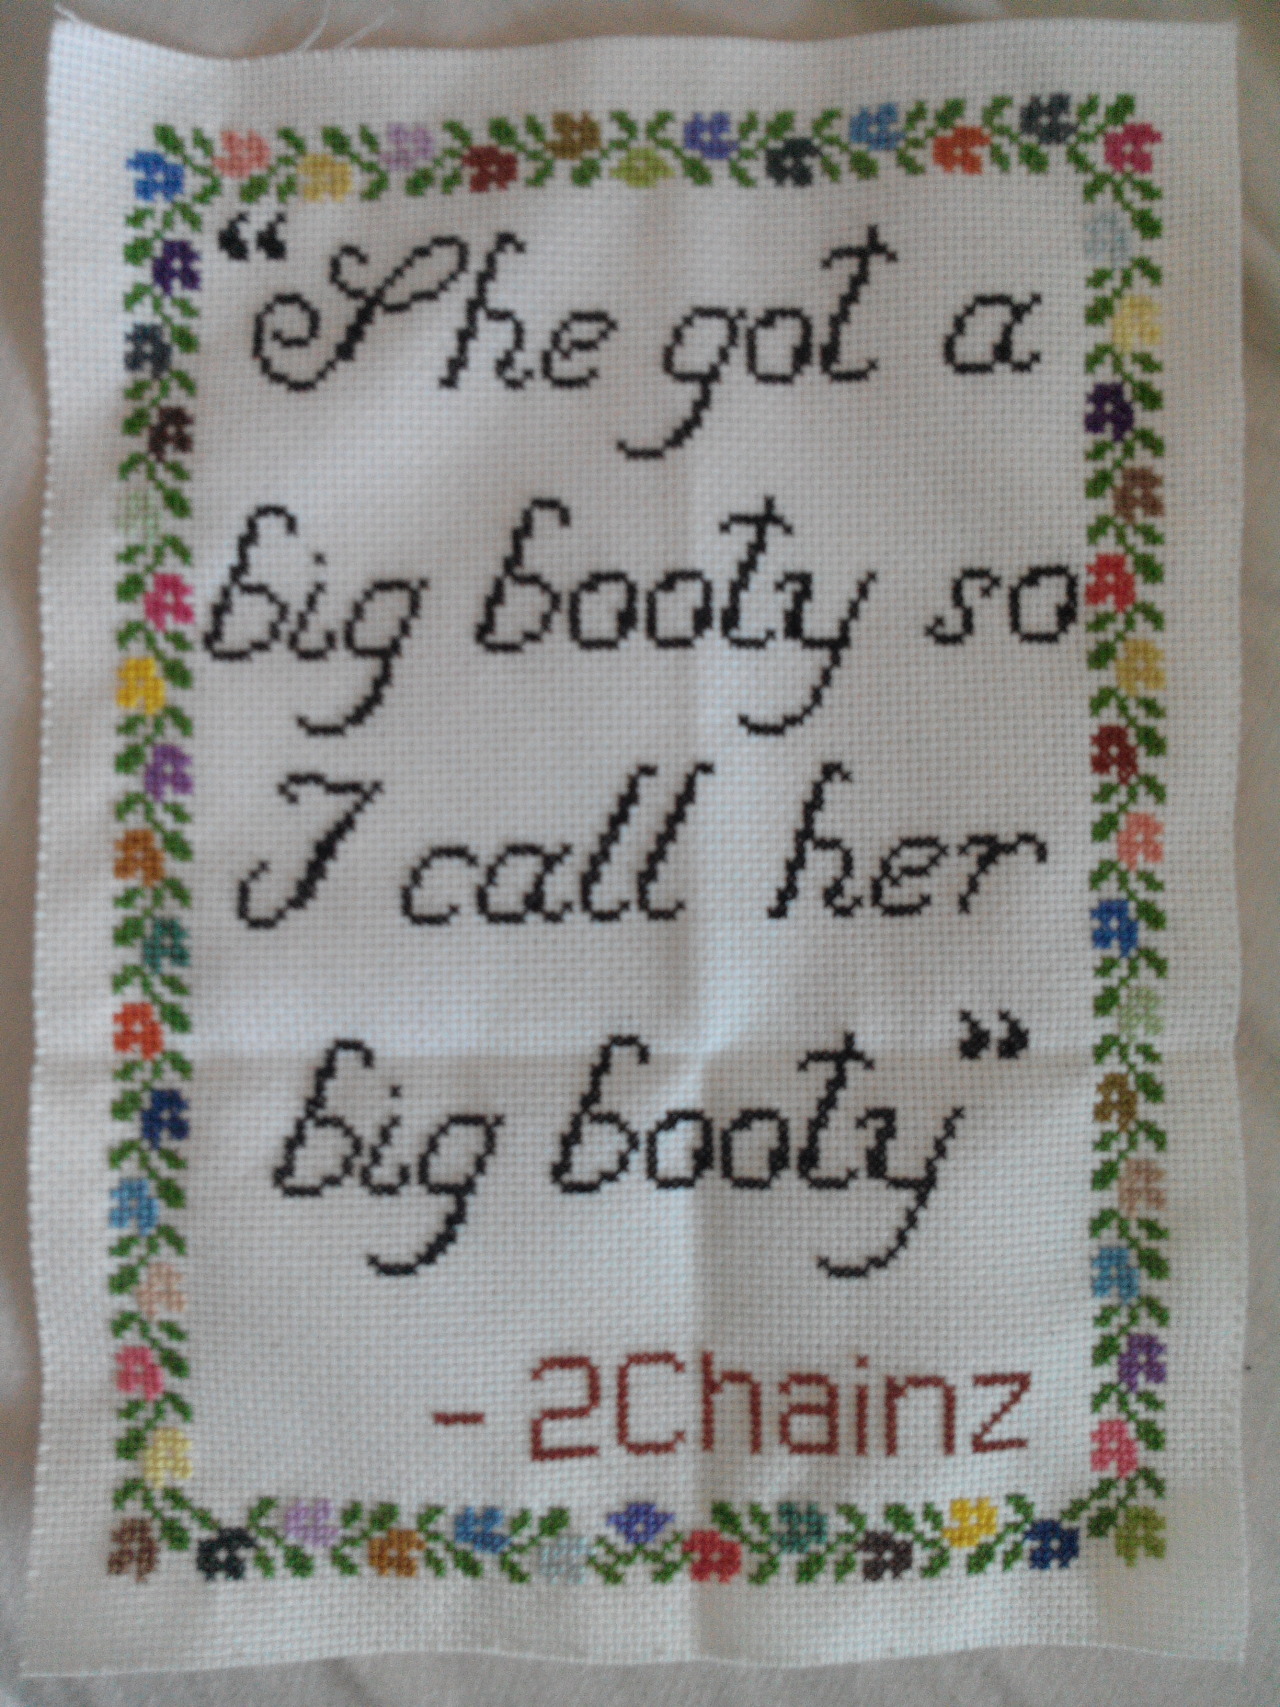 “She got a
big booty so
I call her
big booty”
- 2Chainz